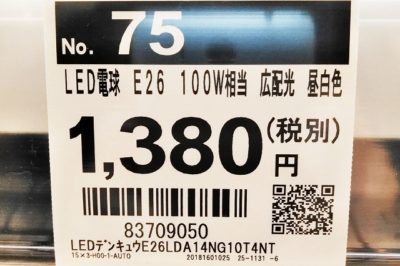 No. 75
LED電球 E26 100W相当 広配光 昼白色
1,380円(税別)
83709050
LEDﾃﾞﾝｷｭｳE26LDA14NG10T4NT
15×3-H00-1-AUTO 20181601025 25-1131 -6